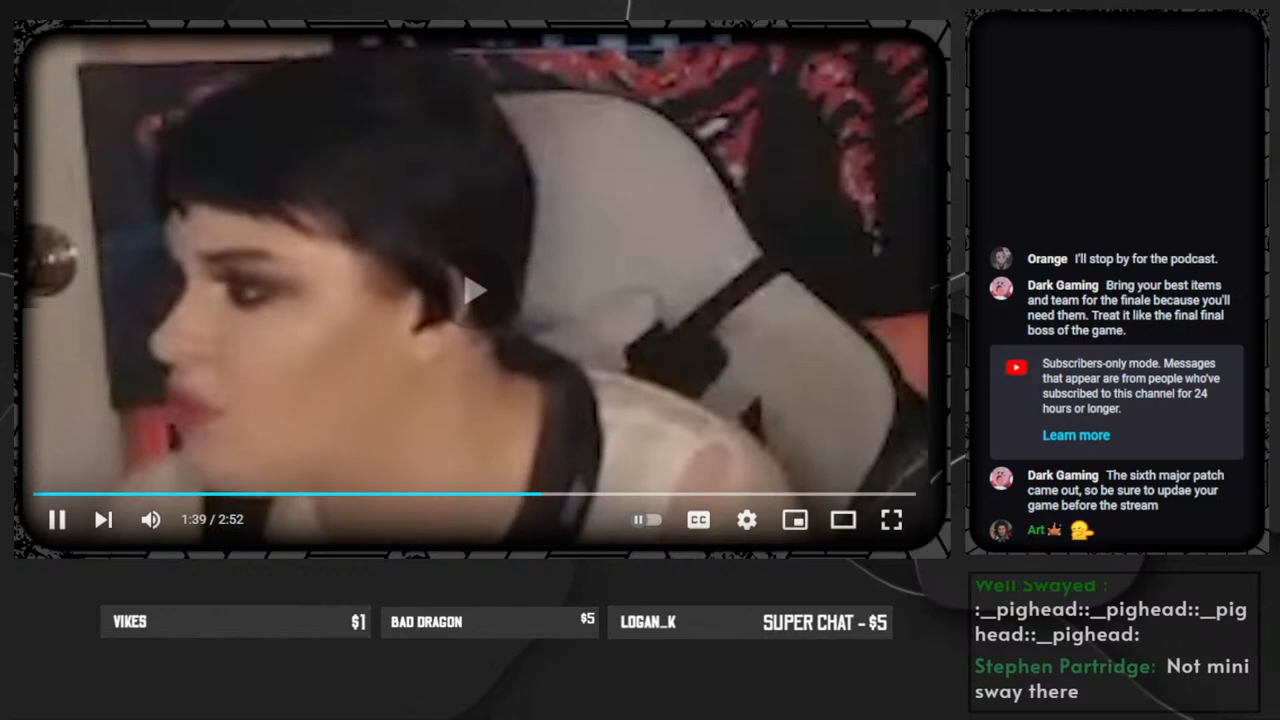 Orange I'll stop by for the podcast.
Dark Gaming Bring your best items
and team for the finale because you'll
need them. Treat it like the final final
boss of the game.
Subscribers-only mode. Messages
that appear are from people who've
subscribed to this channel for 24
hours or longer.
Learn more
Dark Gaming The sixth major patch
came out, so be sure to updae your
game before the stream
Art
1:39 / 2:52
CC
VIKES $1
BAD DRAGON $5
LOGAN_K SUPER CHAT - $5
Well Swayed :
:_pighead::_pighead::_pig
head::_pighead:
Stephen Partridge: Not mini
sway there